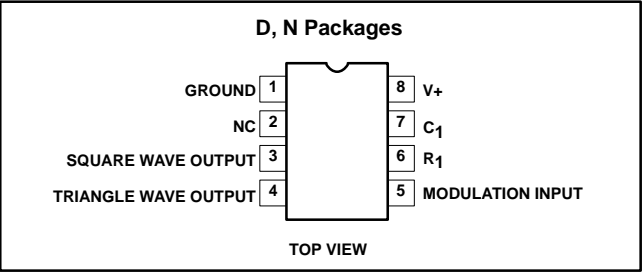 D, N Packages
GROUND 1 8 V+
NC 2 7 C1
SQUARE WAVE OUTPUT 3 6 R1
TRIANGLE WAVE OUTPUT 4 5 MODULATION INPUT
TOP VIEW